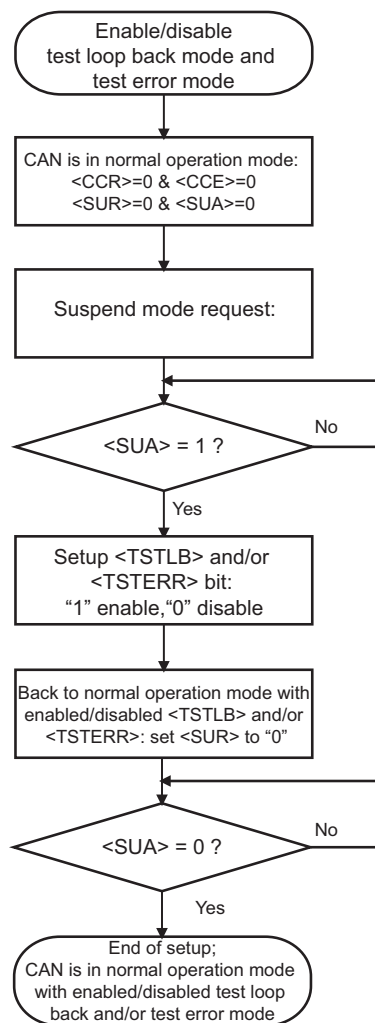 Enable/disable
test loop back mode and
test error mode
CAN is in normal operation mode:
<CCR>=0 & <CCE>=0
<SUR>=0 & <SUA>=0
Suspend mode request:
<SUA> = 1 ?
No
Yes
Setup <TSTLB> and/or
<TSTERR> bit:
“1” enable,“0” disable
Back to normal operation mode with
enabled/disabled <TSTLB> and/or
<TSTERR>: set <SUR> to “0”
<SUA> = 0 ?
No
Yes
End of setup;
CAN is in normal operation mode
with enabled/disabled test loop
back and/or test error mode